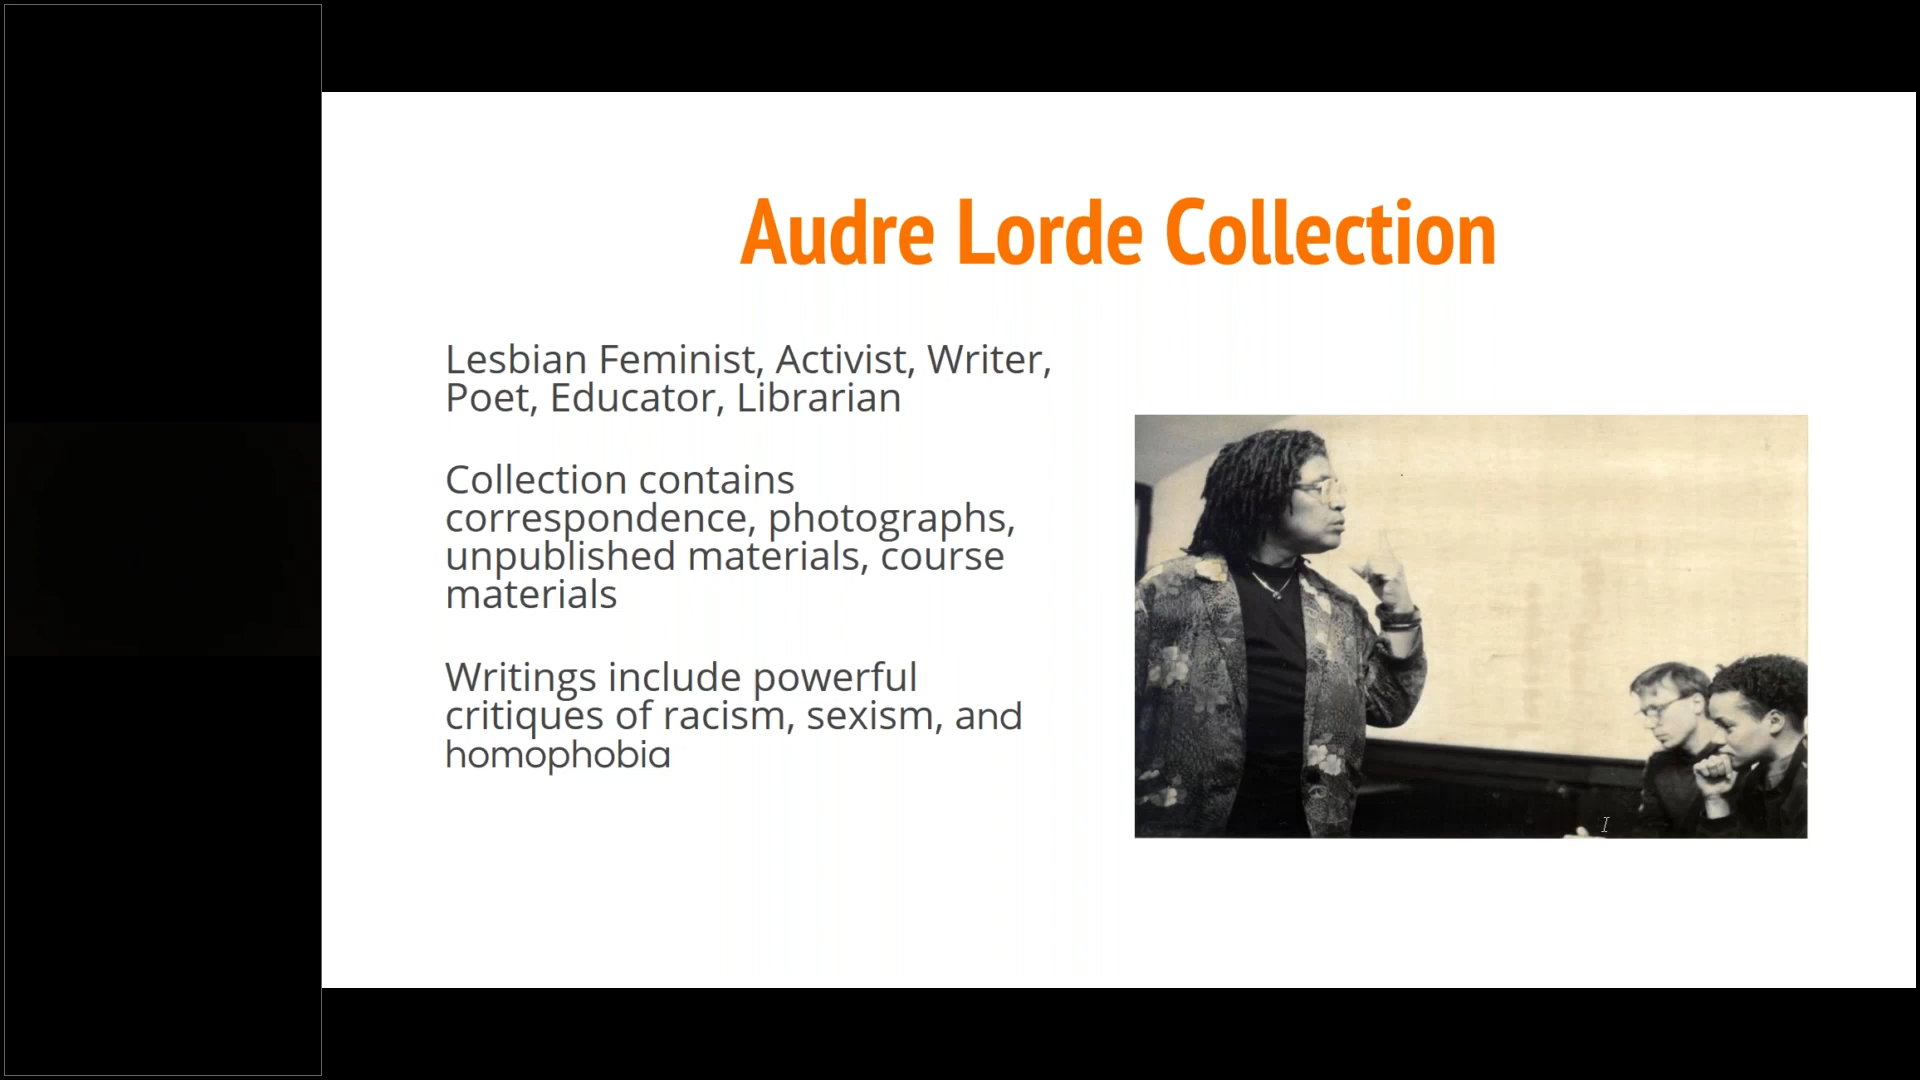 Audre Lorde Collection
Lesbian Feminist, Activist, Writer,
Poet, Educator, Librarian
Collection contains
correspondence, photographs,
unpublished materials, course
materials
Writings include powerful
critiques of racism, sexism, and
homophobia